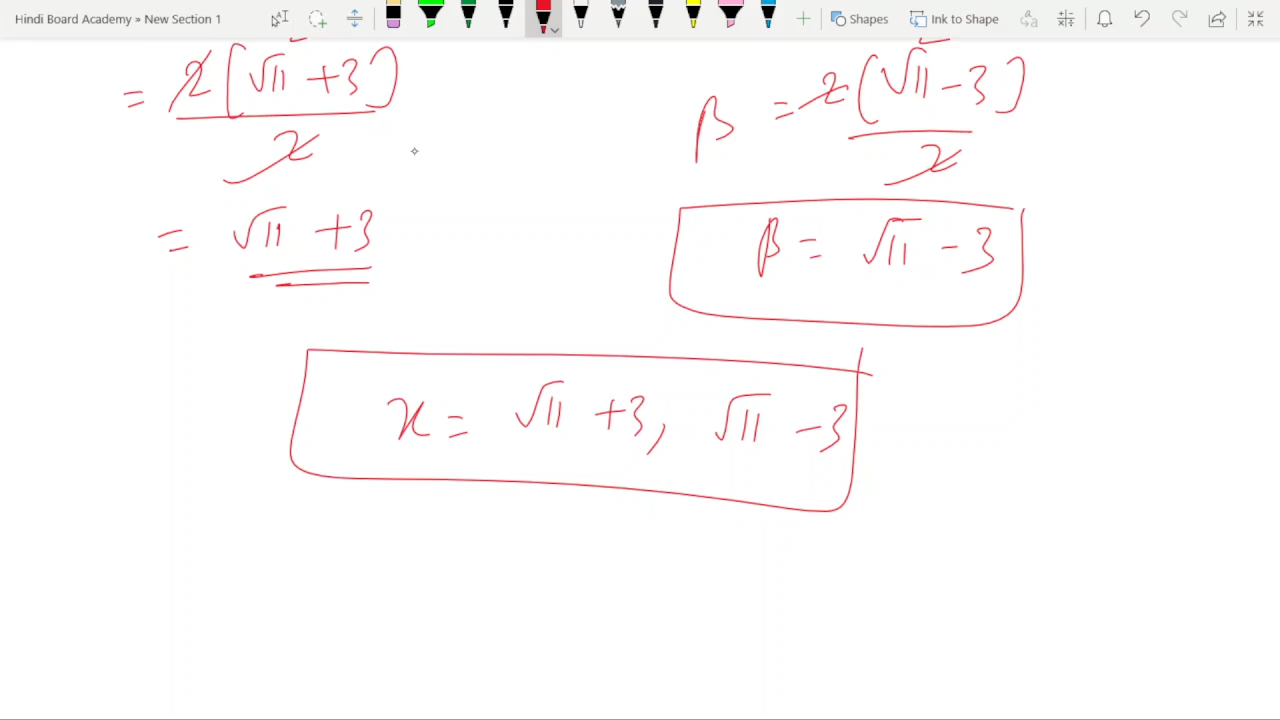 Hindi Board Academy » New Section 1
Shapes
Ink to Shape
= 2(√11 + 3) / 2
= √11 + 3
β = 2(√11 - 3) / 2
β = √11 - 3
x = √11 + 3, √11 - 3